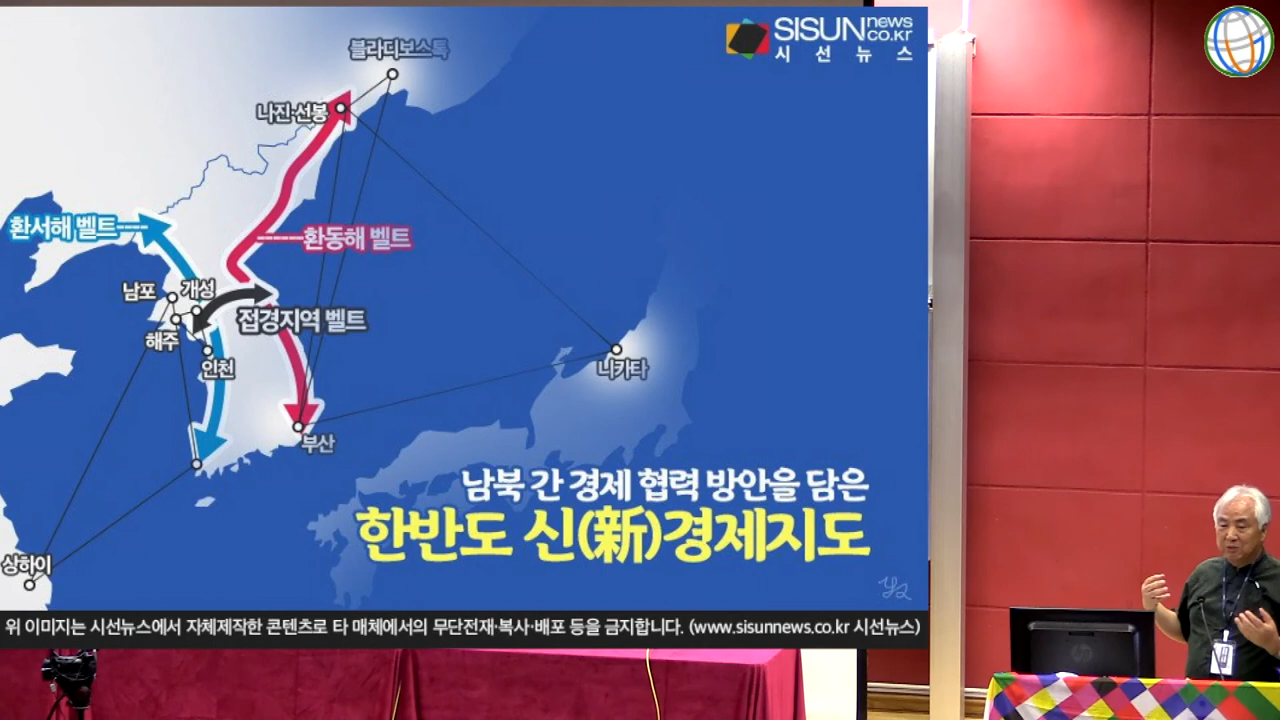 SISUN news
co.kr
시선뉴스
블라디보스톡
나진·선봉
환서해 벨트
환동해 벨트
남포
개성
접경지역 벨트
해주
인천
니카타
부산
남북 간 경제 협력 방안을 담은
한반도 신(新)경제지도
상하이
위 이미지는 시선뉴스에서 자체제작한 콘텐츠로 타 매체에서의 무단전재·복사·배포 등을 금지합니다. (www.sisunnews.co.kr 시선뉴스)
hp